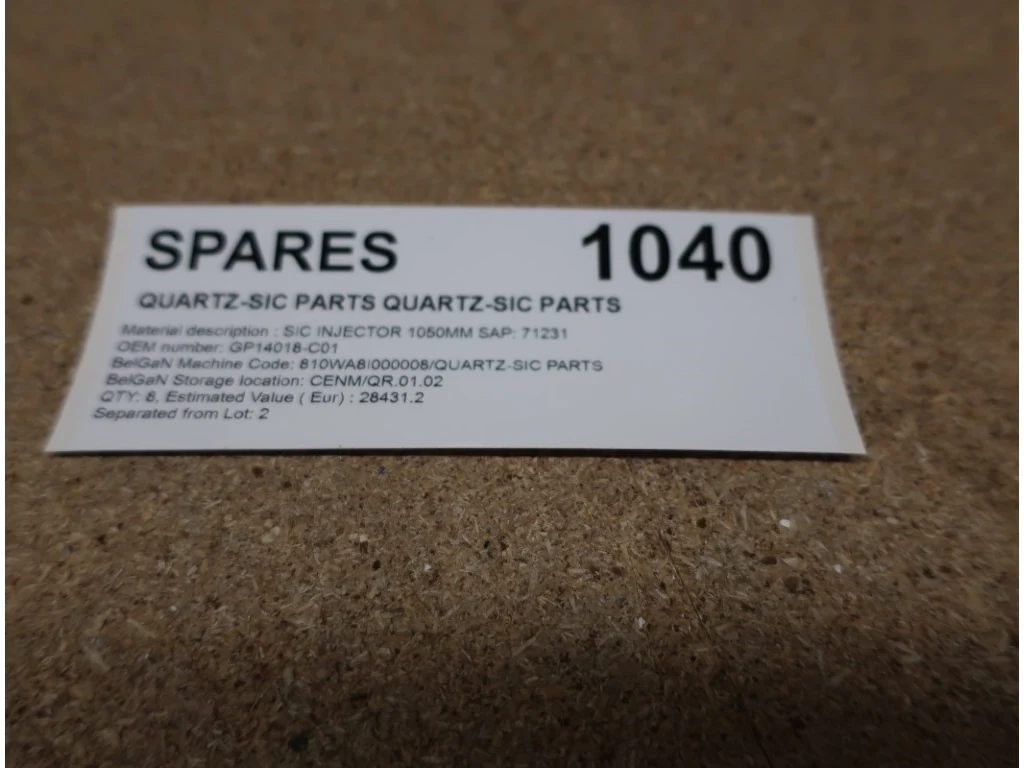 SPARES 1040
QUARTZ-SIC PARTS QUARTZ-SIC PARTS
Material description : SIC INJECTOR 1050MM SAP: 71231
OEM number: GP14018-C01
BelGaN Machine Code: 810WA8I000008/QUARTZ-SIC PARTS
BelGaN Storage location: CENM/QR.01.02
QTY: 8, Estimated Value ( Eur) : 28431.2
Separated from Lot: 2